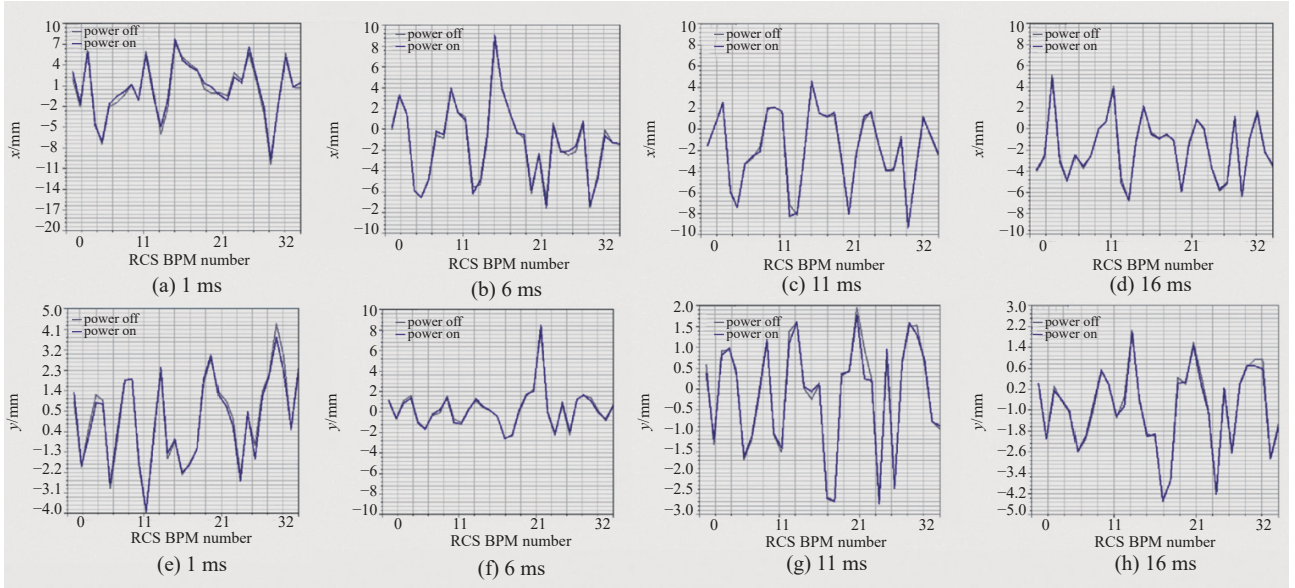 10
7
4
1
−2
−5
−8
−11
−14
−17
−20
x/mm
power off
power on
0 11 21 32
RCS BPM number
(a) 1 ms
10
8
6
4
2
0
−2
−4
−6
−2
−10
x/mm
power off
power on
0 11 21 32
RCS BPM number
(b) 6 ms
10
8
6
4
2
0
−2
−4
−6
−8
−10
x/mm
power off
power on
0 11 21 32
RCS BPM number
(c) 11 ms
10
8
6
4
2
0
−2
−4
−6
−8
−10
x/mm
power off
power on
0 11 21 32
RCS BPM number
(d) 16 ms
5.0
4.1
3.2
2.3
1.4
0.5
0.4
−1.3
−2.2
−3.1
−4.0
y/mm
power off
power on
0 11 21 32
RCS BPM number
(e) 1 ms
10
8
6
4
2
0
−2
−4
−6
−8
−10
y/mm
power off
power on
0 11 21 32
RCS BPM number
(f) 6 ms
2.0
1.5
1.0
0.5
0
−0.5
−1.0
−1.5
−2.0
−2.5
−3.0
y/mm
power off
power on
0 11 21 32
RCS BPM number
(g) 11 ms
3.0
2.2
1.4
0.6
0.2
−1.0
−1.8
−2.6
−3.4
−4.2
−5.0
y/mm
power off
power on
0 11 21 32
RCS BPM number
(h) 16 ms